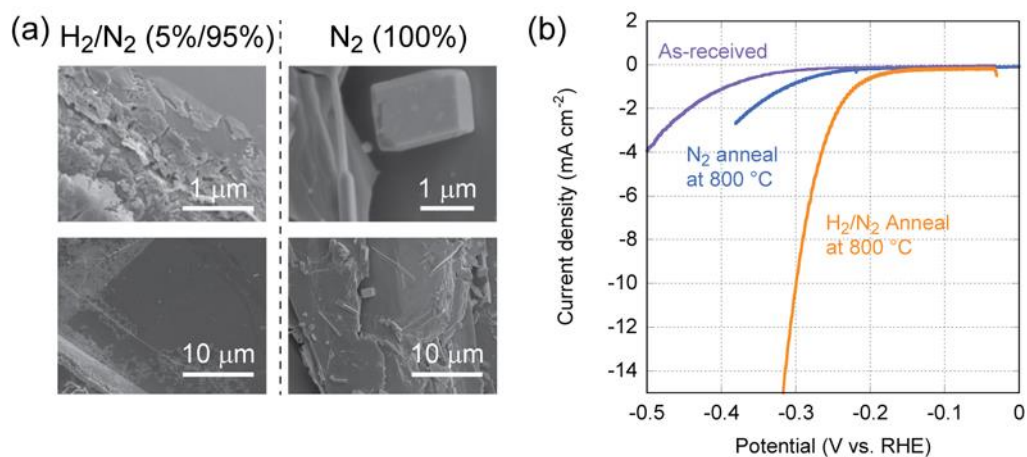 (a)
H₂/N₂ (5%/95%)
N₂ (100%)
1 μm
1 μm
10 μm
10 μm
(b)
As-received
N₂ anneal
at 800 °C
H₂/N₂ Anneal
at 800 °C
Current density (mA cm⁻²)
0
-2
-4
-6
-8
-10
-12
-14
-0.5
-0.4
-0.3
-0.2
-0.1
0
Potential (V vs. RHE)